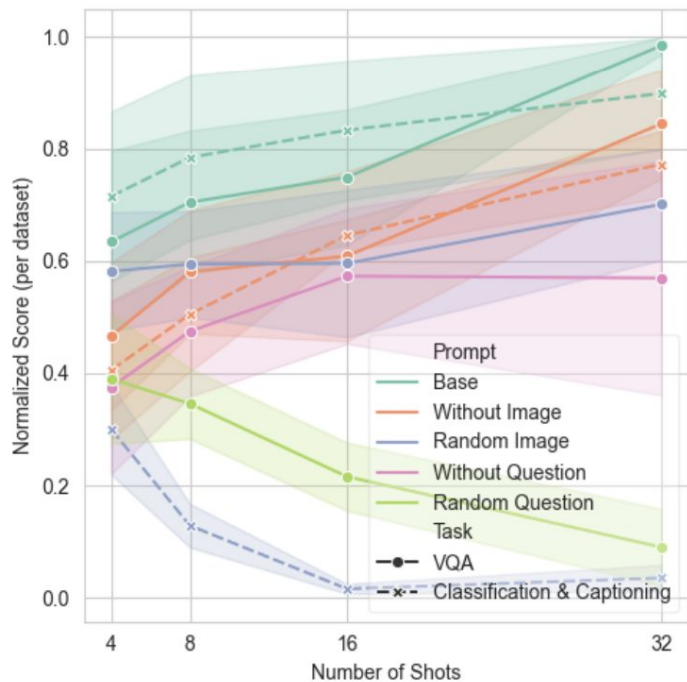 1.0
0.8
0.6
0.4
0.2
0.0
Normalized Score (per dataset)
Prompt
Base
Without Image
Random Image
Without Question
Random Question
Task
VQA
Classification & Captioning
4
8
16
32
Number of Shots